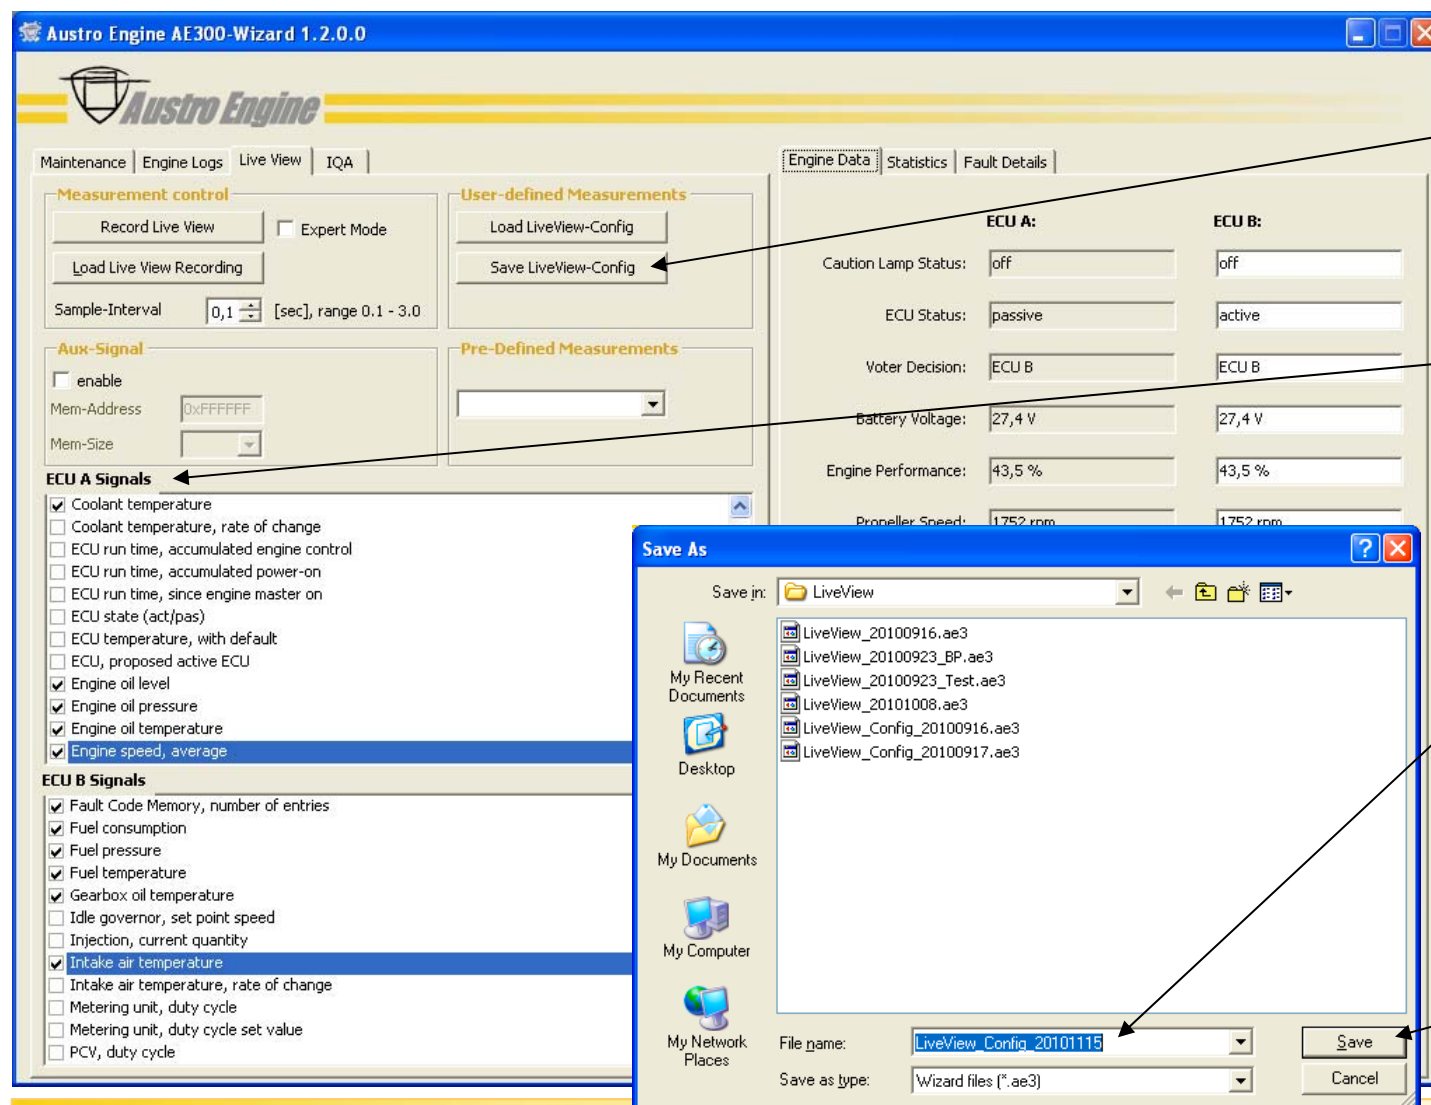 Austro Engine AE300-Wizard 1.2.0.0
Austro Engine
Maintenance Engine Logs Live View IQA
Engine Data Statistics Fault Details
Measurement control
Record Live View Expert Mode
Load Live View Recording
Sample-Interval 0,1 [sec], range 0.1 - 3.0
User-defined Measurements
Load LiveView-Config
Save LiveView-Config
Aux-Signal
enable
Mem-Address 0xFFFFFF
Mem-Size
Pre-Defined Measurements
ECU A: ECU B:
Caution Lamp Status: off off
ECU Status: passive active
Voter Decision: ECU B ECU B
Battery Voltage: 27,4 V 27,4 V
Engine Performance: 43,5 % 43,5 %
Propeller Speed: 1752 rpm 1752 rpm
ECU A Signals
Coolant temperature
Coolant temperature, rate of change
ECU run time, accumulated engine control
ECU run time, accumulated power-on
ECU run time, since engine master on
ECU state (act/pas)
ECU temperature, with default
ECU, proposed active ECU
Engine oil level
Engine oil pressure
Engine oil temperature
Engine speed, average
ECU B Signals
Fault Code Memory, number of entries
Fuel consumption
Fuel pressure
Fuel temperature
Gearbox oil temperature
Idle governor, set point speed
Injection, current quantity
Intake air temperature
Intake air temperature, rate of change
Metering unit, duty cycle
Metering unit, duty cycle set value
PCV, duty cycle
Save As
Save in: LiveView
My Recent
Documents
Desktop
My Documents
My Computer
My Network
Places
LiveView_20100916.ae3
LiveView_20100923_BP.ae3
LiveView_20100923_Test.ae3
LiveView_20101008.ae3
LiveView_Config_20100916.ae3
LiveView_Config_20100917.ae3
File name: LiveView_Config_20101115 Save
Save as type: Wizard files (*.ae3) Cancel